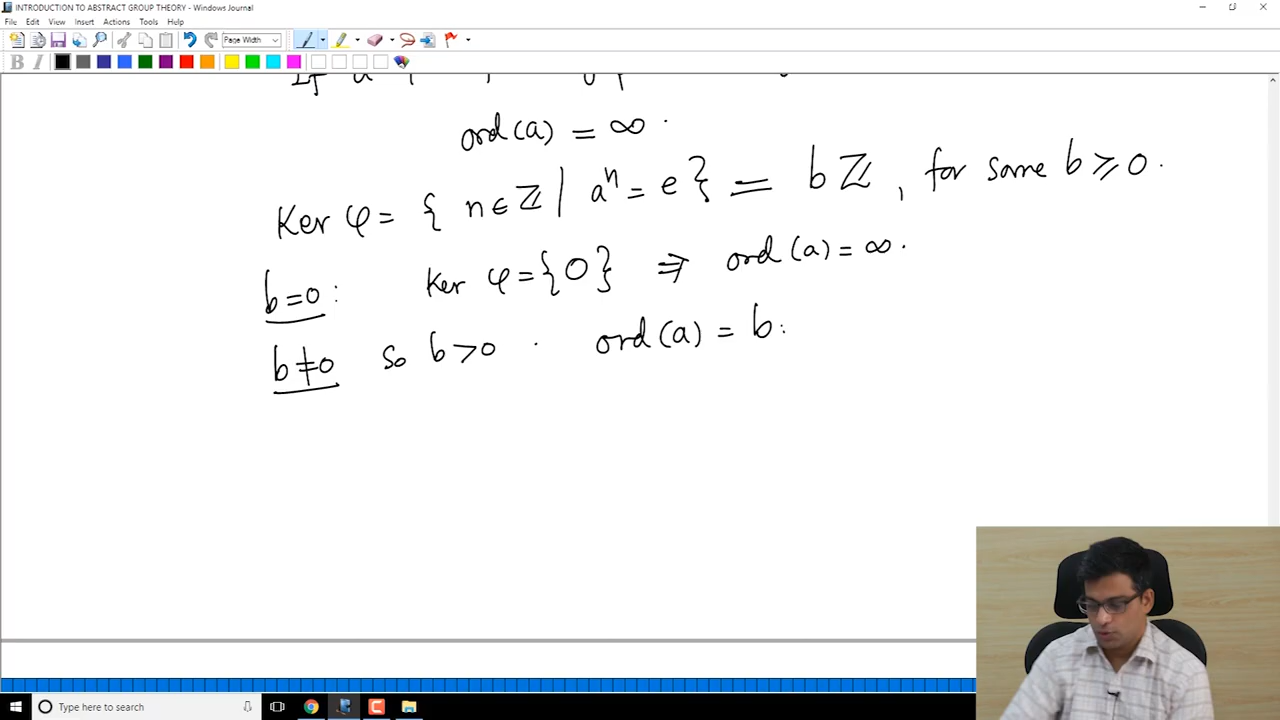 INTRODUCTION TO ABSTRACT GROUP THEORY - Windows Journal
File Edit View Insert Actions Tools Help
Page Width
B I
If a
ord(a) = ∞.
Ker φ = { n∈ℤ | aⁿ = e} = bℤ, for some b ≥ 0.
b=0: Ker φ = {0} ⇒ ord(a) = ∞.
b≠0 so b>0. ord(a) = b:
Type here to search